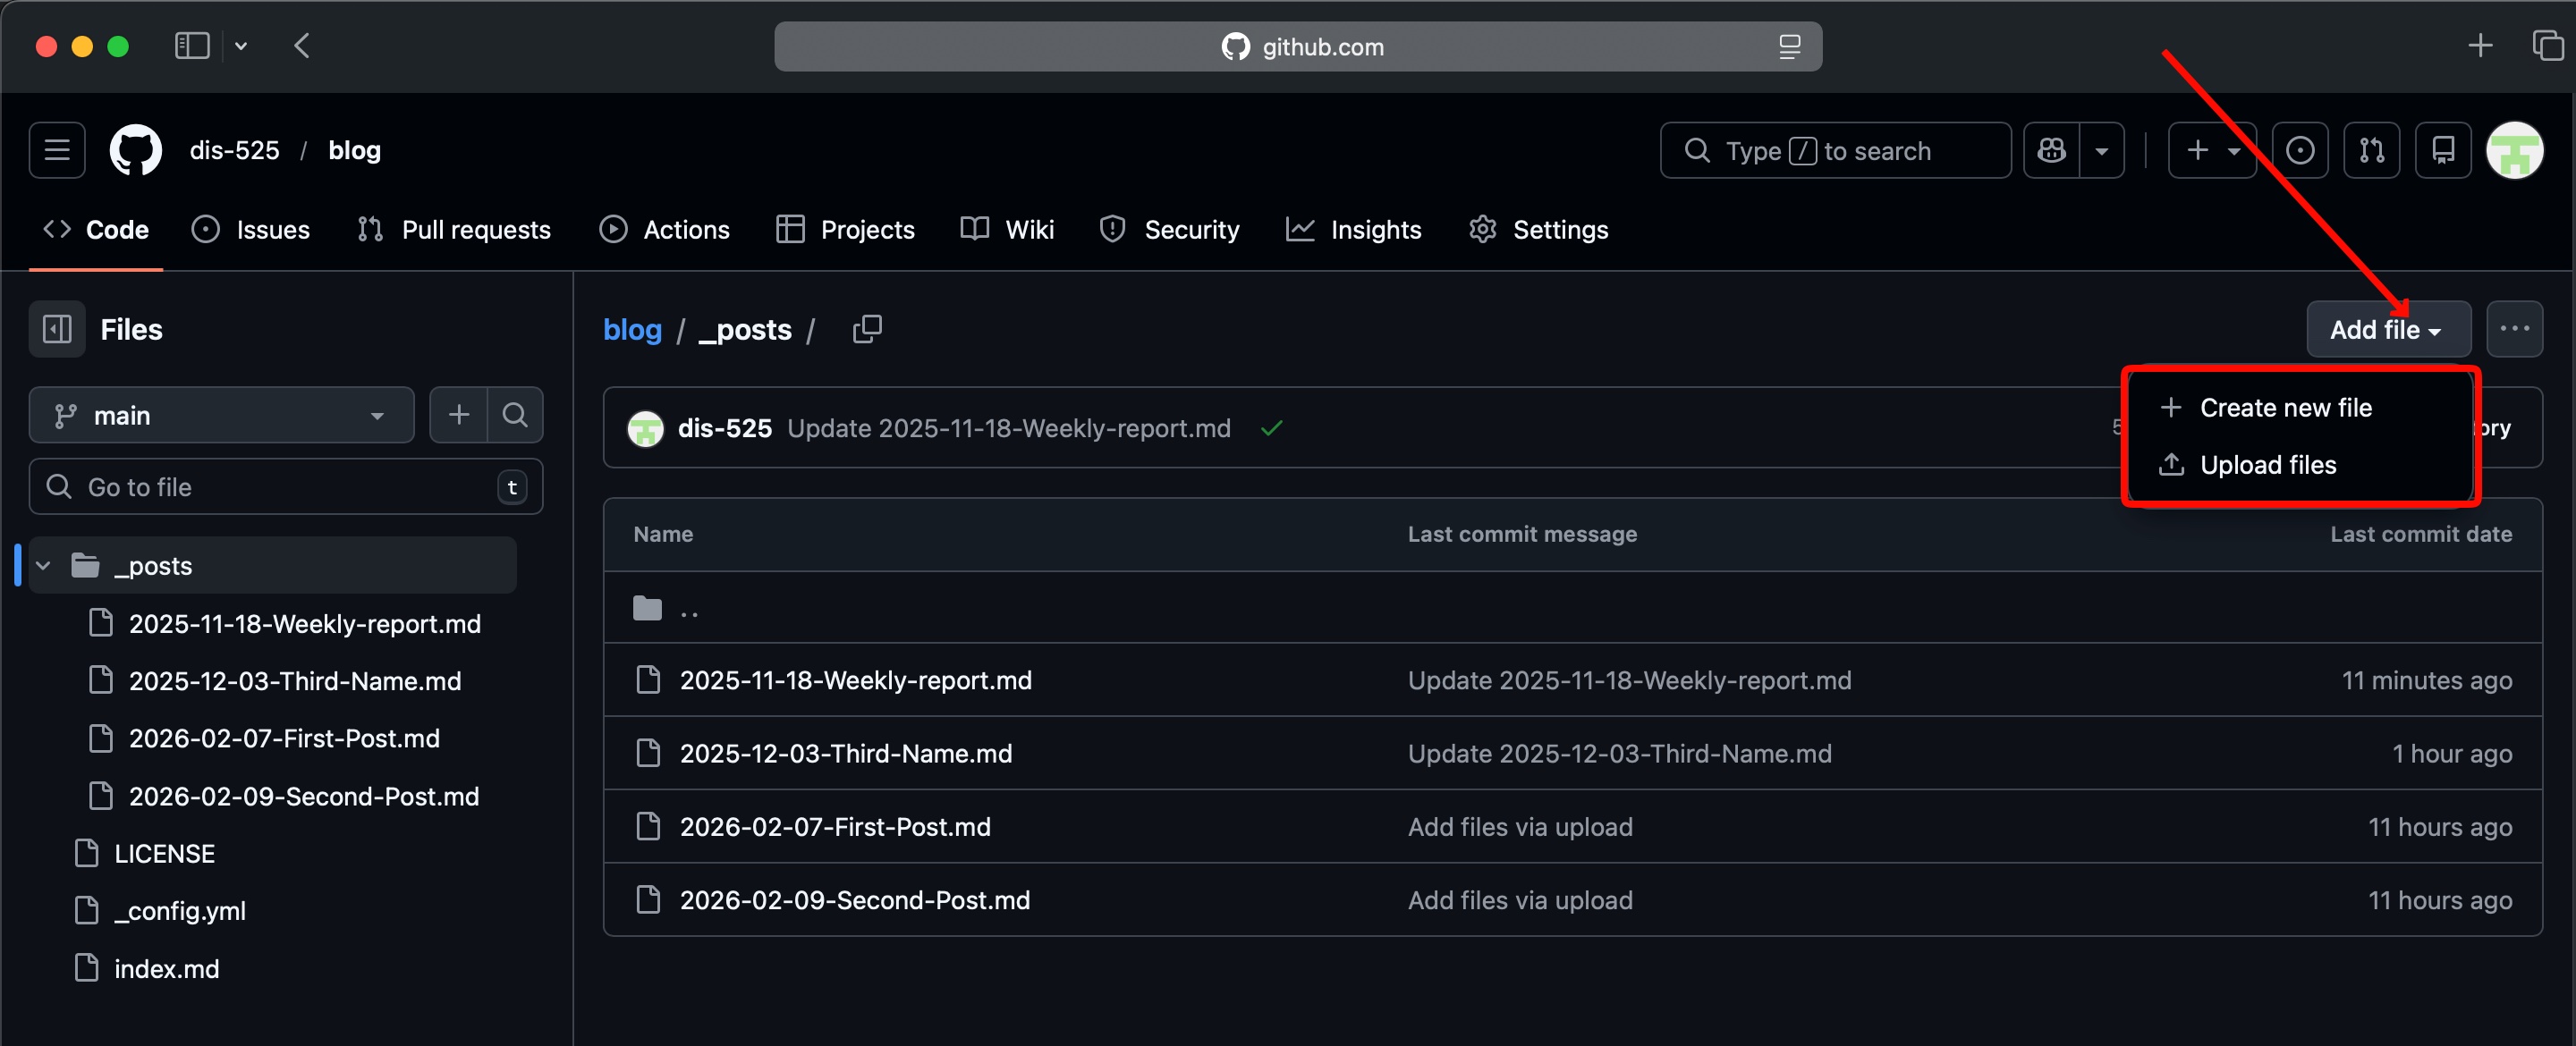 github.com
dis-525 / blog
Type / to search
Code Issues Pull requests Actions Projects Wiki Security Insights Settings
Files
blog / _posts /
Add file
main
Create new file
Upload files
dis-525 Update 2025-11-18-Weekly-report.md
5
ory
Go to file t
Name Last commit message Last commit date
_posts
..
2025-11-18-Weekly-report.md
2025-12-03-Third-Name.md
2026-02-07-First-Post.md
2026-02-09-Second-Post.md
LICENSE
_config.yml
index.md
2025-11-18-Weekly-report.md Update 2025-11-18-Weekly-report.md 11 minutes ago
2025-12-03-Third-Name.md Update 2025-12-03-Third-Name.md 1 hour ago
2026-02-07-First-Post.md Add files via upload 11 hours ago
2026-02-09-Second-Post.md Add files via upload 11 hours ago